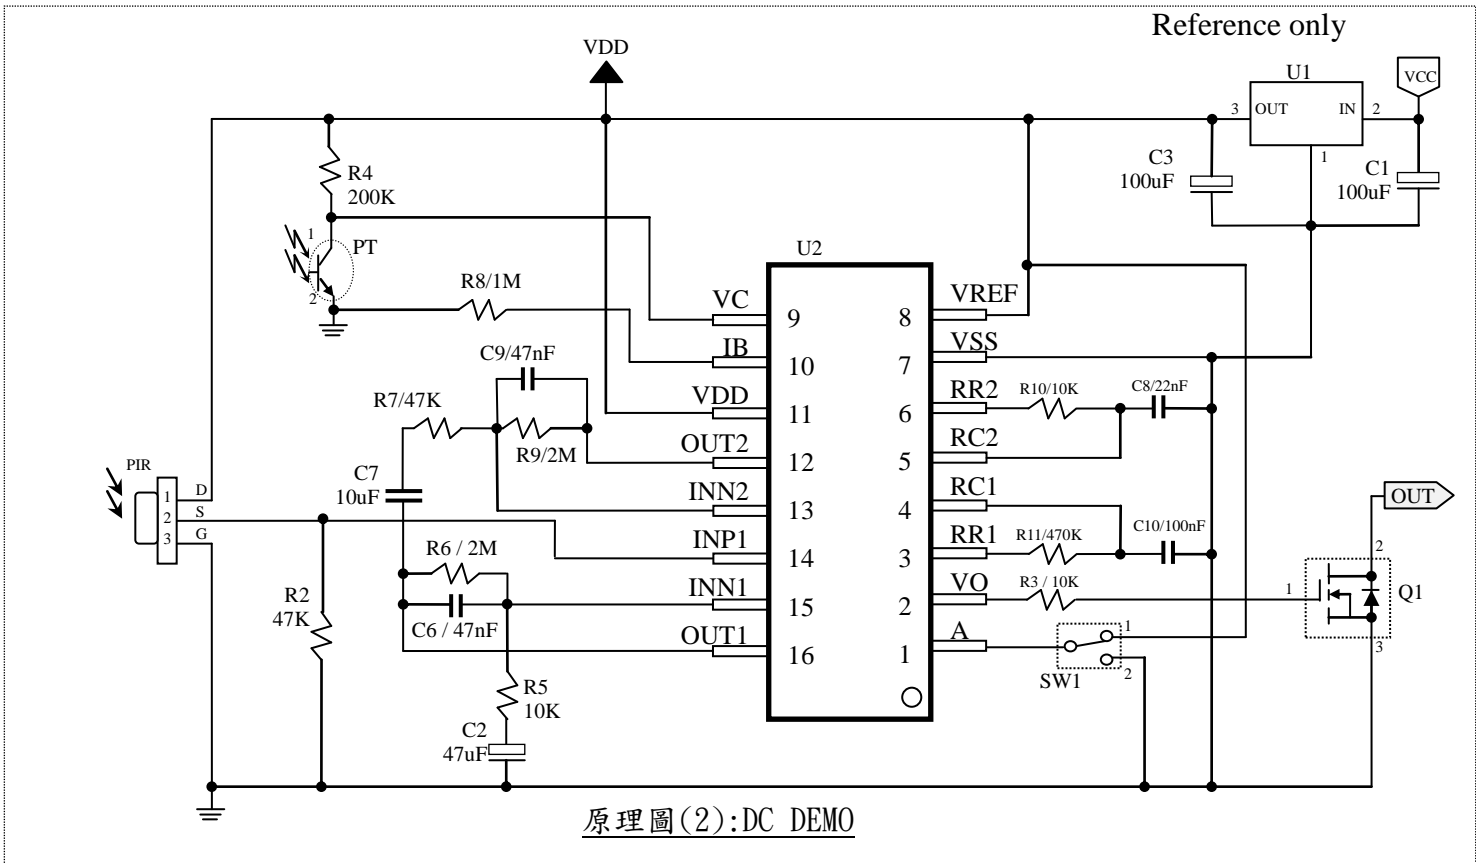 Reference only
VDD
U1
VCC
3 OUT IN 2
1
C3
100uF
C1
100uF
R4
200K
1
PT
2
U2
R8/1M
VC 9
IB 10
VDD 11
OUT2 12
INN2 13
INP1 14
INN1 15
OUT1 16
8 VREF
7 VSS
6 RR2
5 RC2
4 RC1
3 RR1
2 VO
1 A
C9/47nF
R7/47K
R9/2M
C7
10uF
PIR
1 D
2 S
3 G
R6 / 2M
C6 / 47nF
R2
47K
R5
10K
C2
47uF
R10/10K
C8/22nF
R11/470K
C10/100nF
R3 / 10K
OUT
2
1
Q1
3
1
2
SW1
原理圖(2):DC DEMO